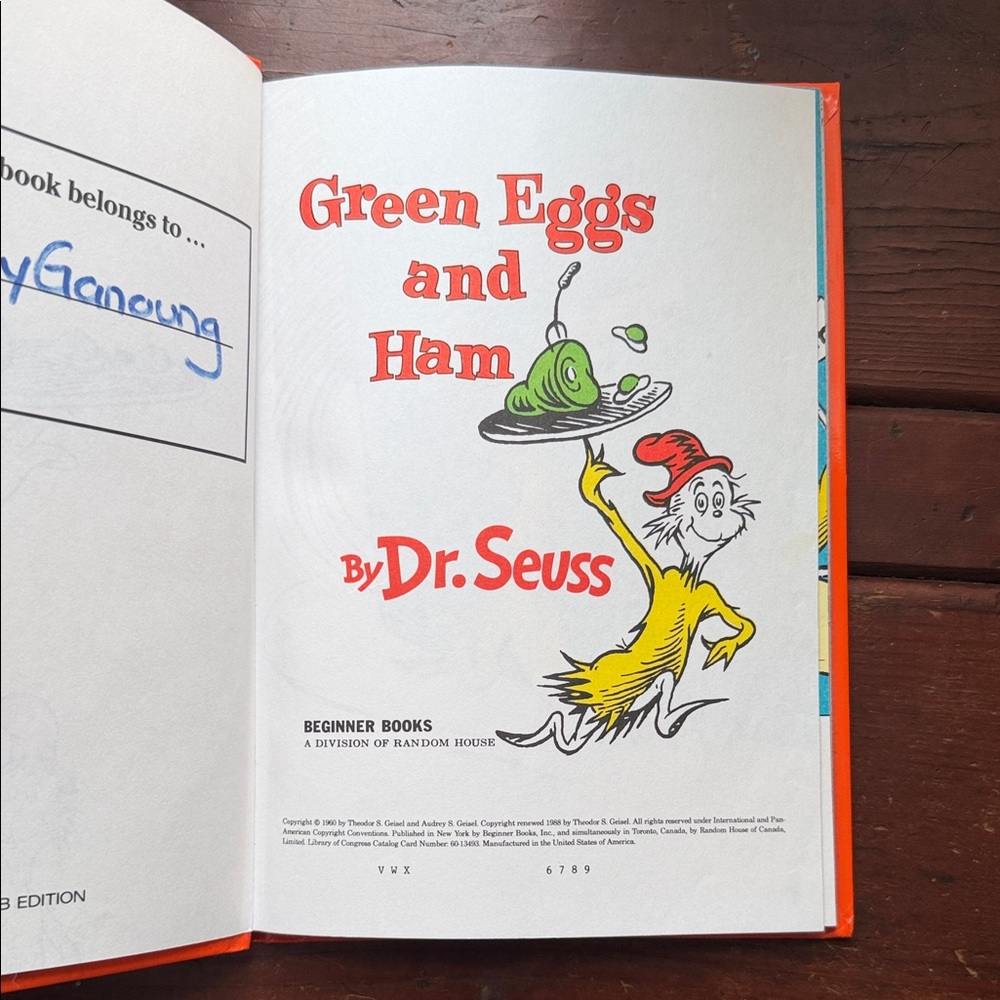 book belongs to ...
yGanoung
B EDITION
Green Eggs
and
Ham
By Dr. Seuss
BEGINNER BOOKS
A DIVISION OF RANDOM HOUSE
Copyright © 1960 by Theodor S. Geisel and Audrey S. Geisel. Copyright renewed 1988 by Theodor S. Geisel. All rights reserved under International and Pan-
American Copyright Conventions. Published in New York by Beginner Books, Inc., and simultaneously in Toronto, Canada, by Random House of Canada,
Limited. Library of Congress Catalog Card Number: 60-13493. Manufactured in the United States of America.
V W X 6 7 8 9